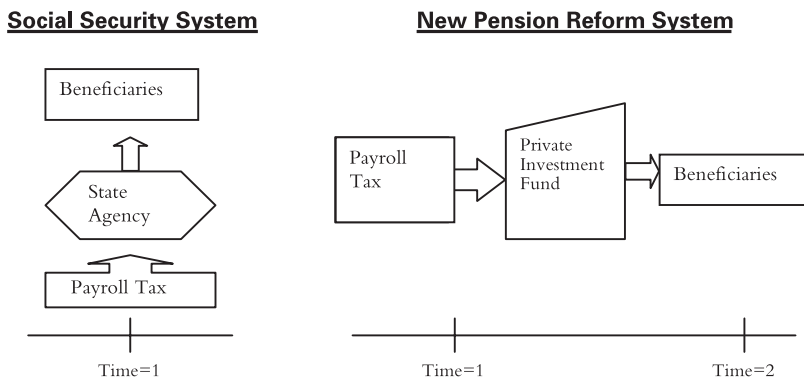 Social Security System
Beneficiaries
State
Agency
Payroll Tax
Time=1
New Pension Reform System
Payroll
Tax
Private
Investment
Fund
Beneficiaries
Time=1
Time=2